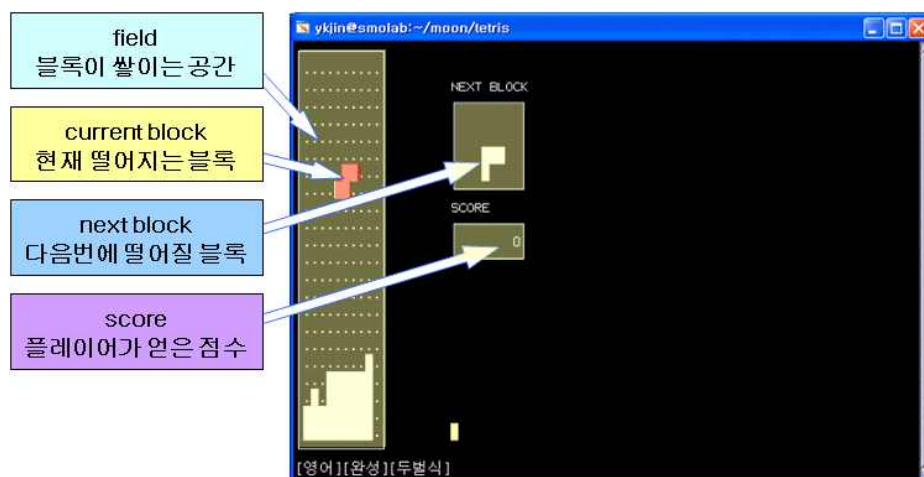 field
블록이 쌓이는 공간
current block
현재 떨어지는 블록
next block
다음번에 떨어질 블록
score
플레이어가 얻은 점수
ykjin@smolab:~/moon/tetris
NEXT BLOCK
SCORE
0
[영어][완성][두벌식]